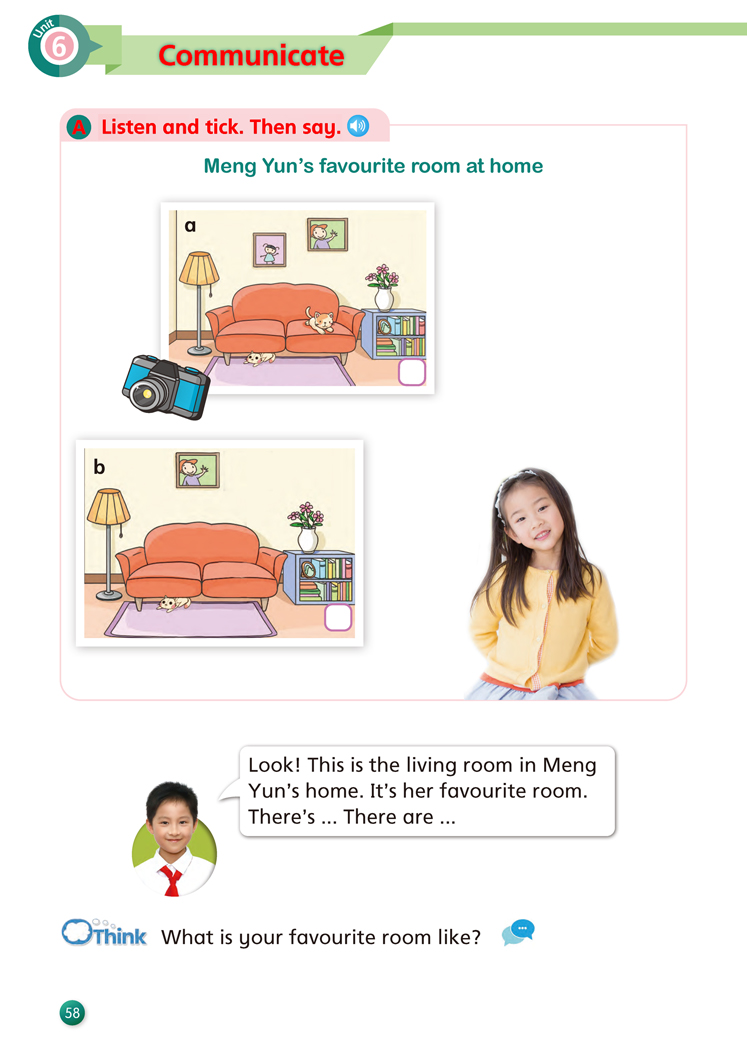 Unit
6
Communicate
A Listen and tick. Then say.
Meng Yun's favourite room at home
a
b
Look! This is the living room in Meng
Yun's home. It's her favourite room.
There's ... There are ...
Think What is your favourite room like?
58